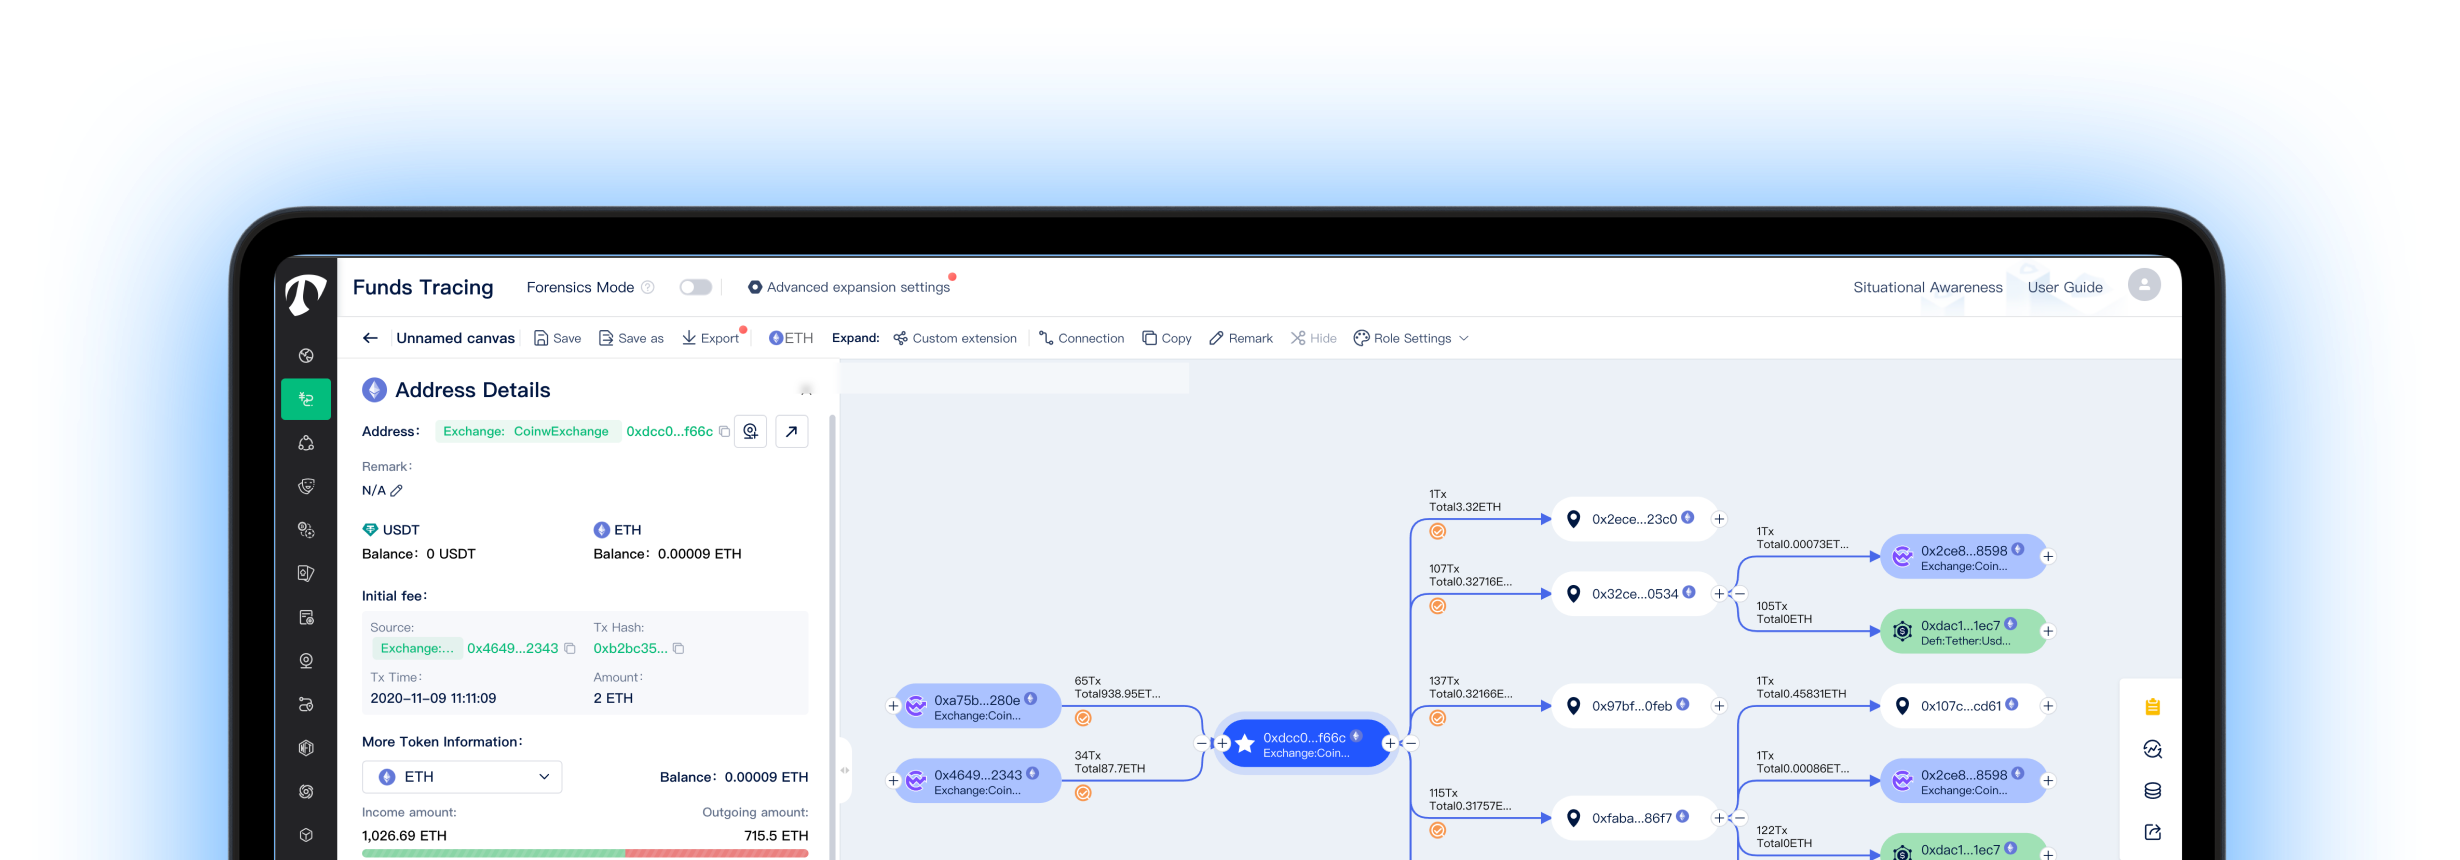 Funds Tracing
Forensics Mode
Advanced expansion settings
Situational Awareness
User Guide
Unnamed canvas
Save
Save as
Export
ETH
Expand:
Custom extension
Connection
Copy
Remark
Hide
Role Settings
Address Details
Address:
Exchange: CoinwExchange
0xdcc0...f66c
Remark:
N/A
USDT
ETH
Balance: 0 USDT
Balance: 0.00009 ETH
Initial fee:
Source:
Tx Hash:
Exchange:...
0x4649...2343
0xb2bc35...
Tx Time:
Amount:
2020-11-09 11:11:09
2 ETH
More Token Information:
ETH
Balance: 0.00009 ETH
Income amount:
Outgoing amount:
1,026.69 ETH
715.5 ETH
0xa75b...280e
Exchange:Coin...
65Tx
Total938.95ET...
0x4649...2343
Exchange:Coin...
34Tx
Total87.7ETH
0xdcc0...f66c
Exchange:Coin...
1Tx
Total3.32ETH
0x2ece...23c0
107Tx
Total0.32716E...
0x32ce...0534
1Tx
Total0.00073ET...
0x2ce8...8598
Exchange:Coin...
105Tx
Total0ETH
0xdac1...1ec7
Defi:Tether:Usd...
137Tx
Total0.32166E...
0x97bf...0feb
1Tx
Total0.45831ETH
0x107c...cd61
1Tx
Total0.00086ET...
0x2ce8...8598
Exchange:Coin...
115Tx
Total0.31757E...
0xfaba...86f7
122Tx
Total0ETH
0xdac1...1ec7